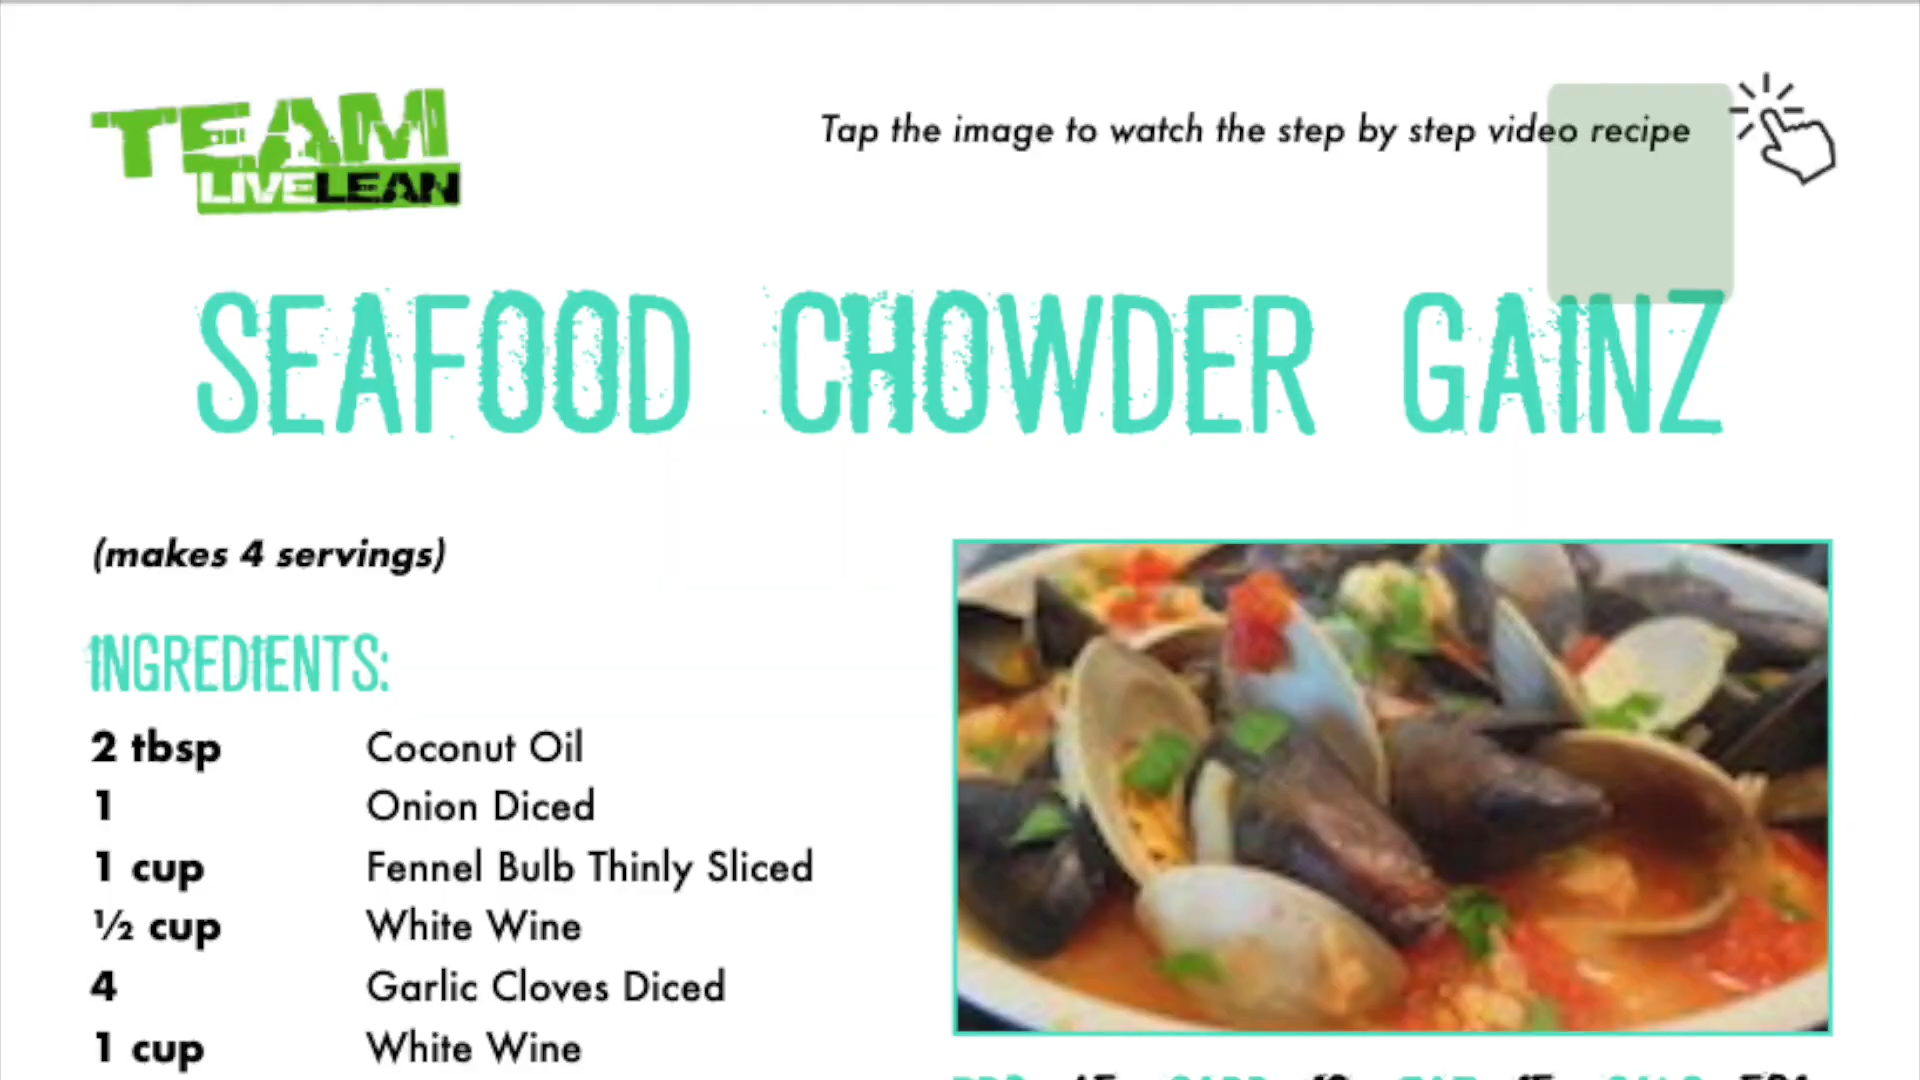 TEAM
LIVELEAN
Tap the image to watch the step by step video recipe
SEAFOOD CHOWDER GAINZ
(makes 4 servings)
INGREDIENTS:
2 tbsp Coconut Oil
1 Onion Diced
1 cup Fennel Bulb Thinly Sliced
½ cup White Wine
4 Garlic Cloves Diced
1 cup White Wine